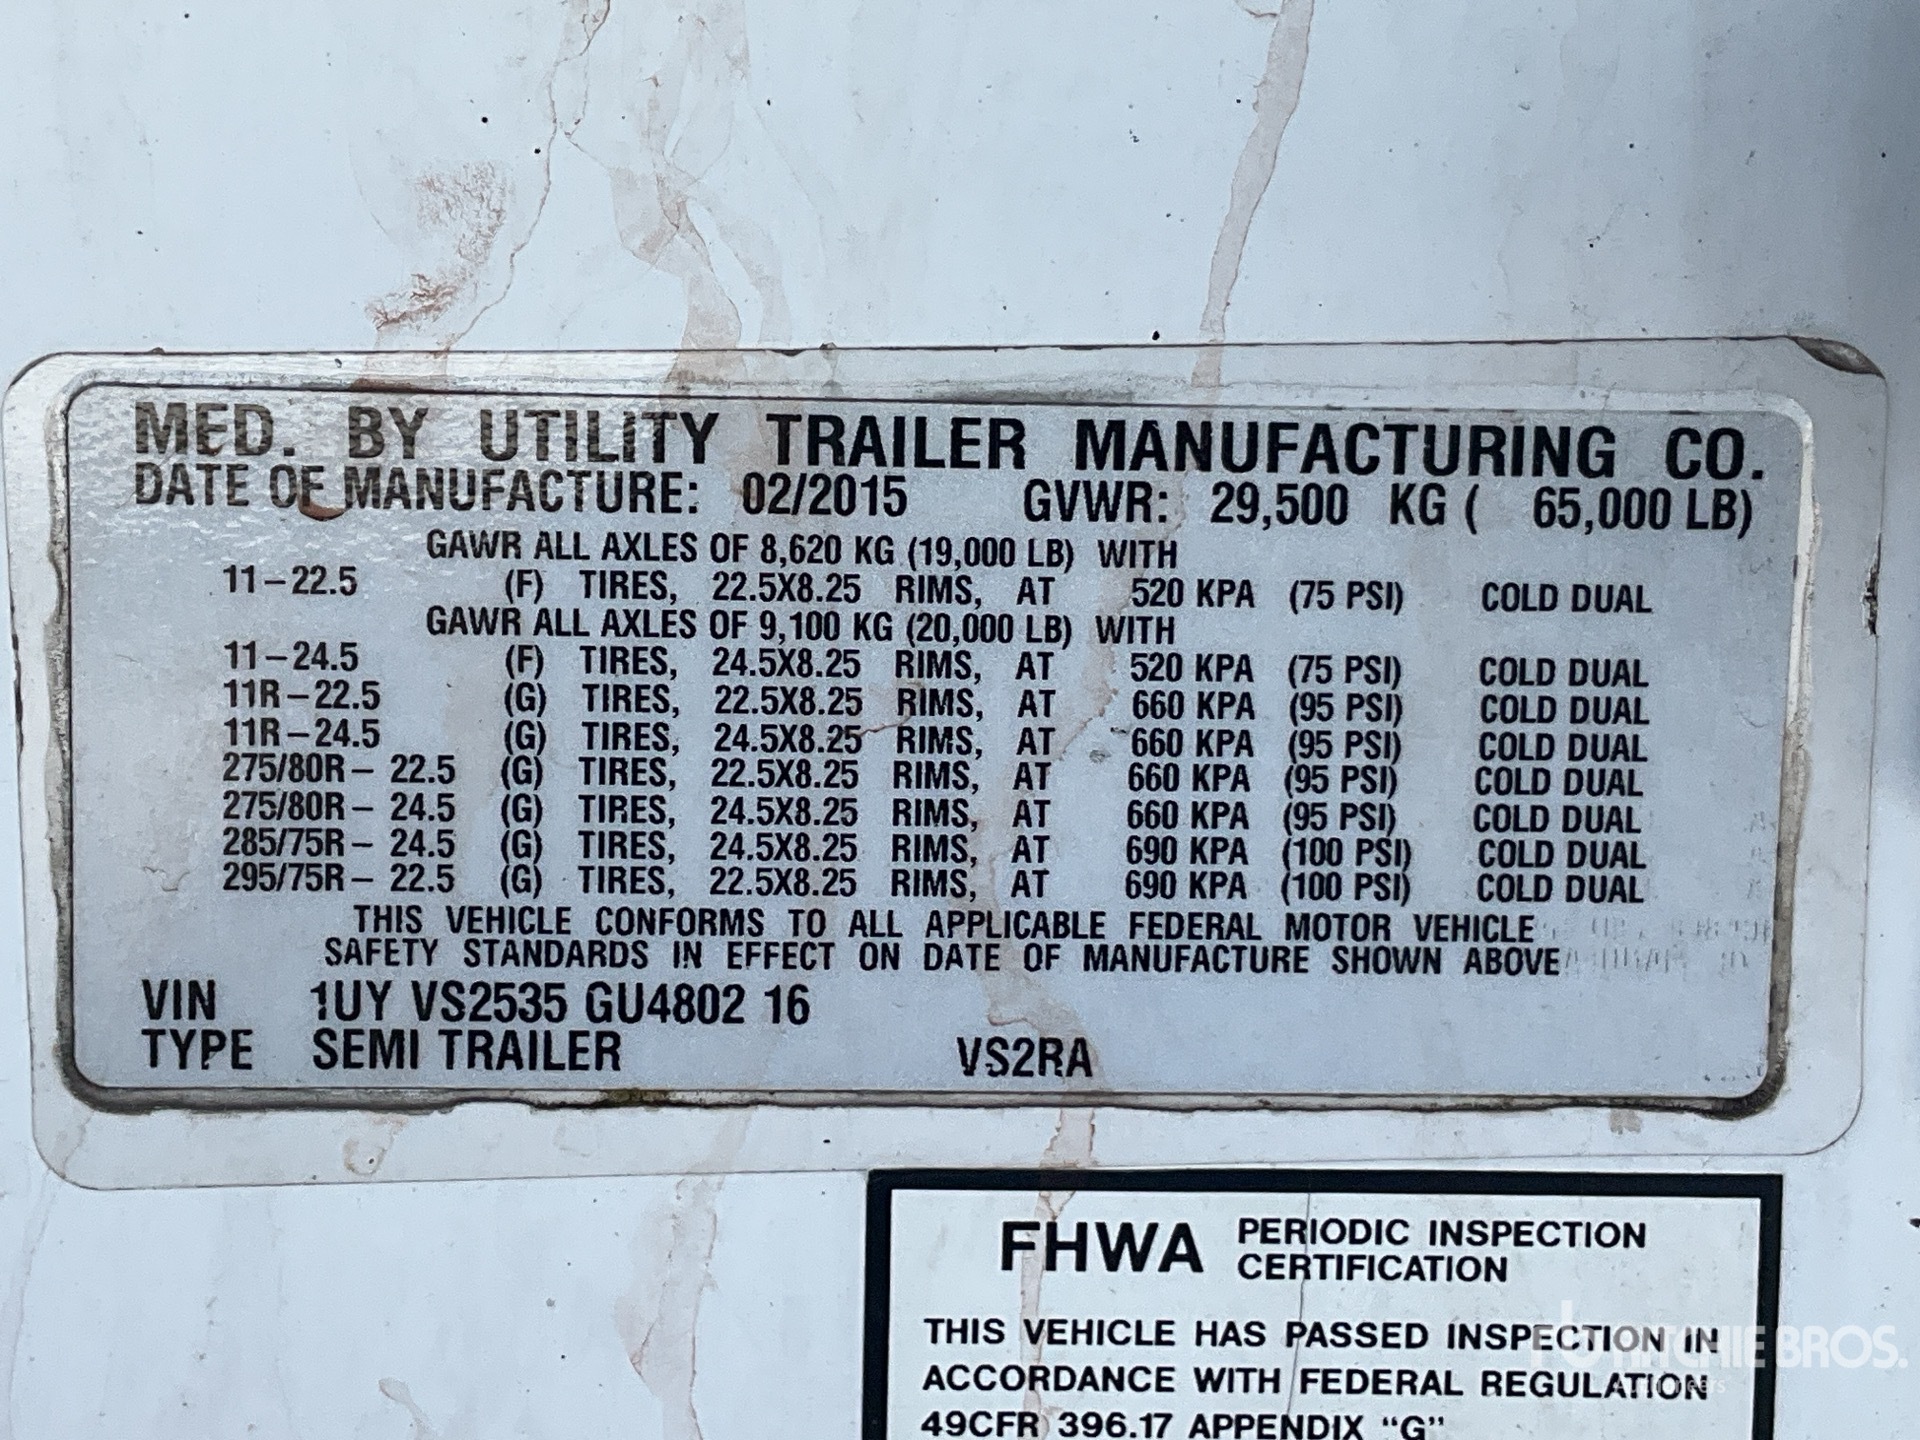 MFD. BY UTILITY TRAILER MANUFACTURING CO.
DATE OF MANUFACTURE: 02/2015 GVWR: 29,500 KG ( 65,000 LB)
GAWR ALL AXLES OF 8,620 KG (19,000 LB) WITH
11-22.5 (F) TIRES, 22.5X8.25 RIMS, AT 520 KPA (75 PSI) COLD DUAL
GAWR ALL AXLES OF 9,100 KG (20,000 LB) WITH
11-24.5 (F) TIRES, 24.5X8.25 RIMS, AT 520 KPA (75 PSI) COLD DUAL
11R-22.5 (G) TIRES, 22.5X8.25 RIMS, AT 660 KPA (95 PSI) COLD DUAL
11R-24.5 (G) TIRES, 24.5X8.25 RIMS, AT 660 KPA (95 PSI) COLD DUAL
275/80R- 22.5 (G) TIRES, 22.5X8.25 RIMS, AT 660 KPA (95 PSI) COLD DUAL
275/80R- 24.5 (G) TIRES, 24.5X8.25 RIMS, AT 660 KPA (95 PSI) COLD DUAL
285/75R- 24.5 (G) TIRES, 24.5X8.25 RIMS, AT 690 KPA (100 PSI) COLD DUAL
295/75R- 22.5 (G) TIRES, 22.5X8.25 RIMS, AT 690 KPA (100 PSI) COLD DUAL
THIS VEHICLE CONFORMS TO ALL APPLICABLE FEDERAL MOTOR VEHICLE
SAFETY STANDARDS IN EFFECT ON DATE OF MANUFACTURE SHOWN ABOVE
VIN 1UY VS2535 GU4802 16
TYPE SEMI TRAILER VS2RA
FHWA PERIODIC INSPECTION
CERTIFICATION
THIS VEHICLE HAS PASSED INSPECTION IN
ACCORDANCE WITH FEDERAL REGULATION
49CFR 396.17 APPENDIX "G"
rb RITCHIE BROS.
Auctioneers